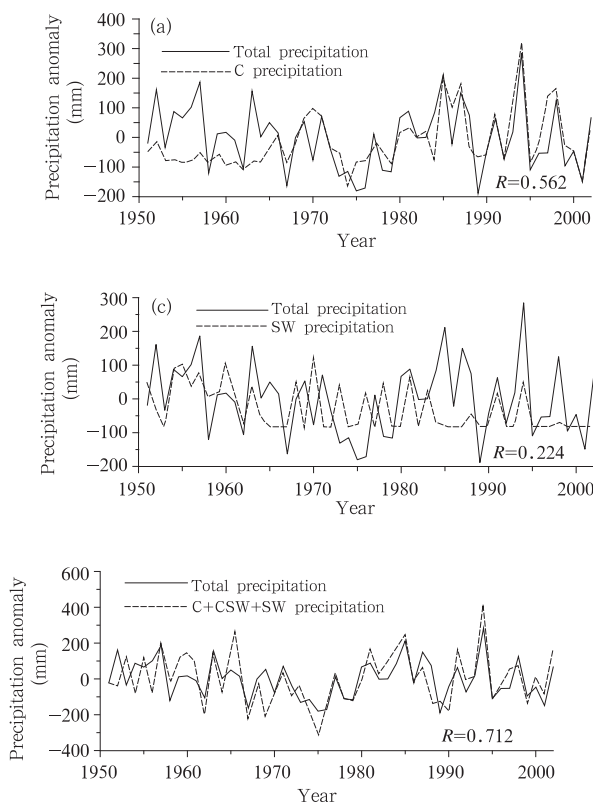 (a)
Total precipitation
C precipitation
Precipitation anomaly
(mm)
400
300
200
100
0
−100
−200
R=0.562
1950 1960 1970 1980 1990 2000
Year
(c)
Total precipitation
SW precipitation
Precipitation anomaly
(mm)
300
200
100
0
−100
−200
R=0.224
1950 1960 1970 1980 1990 2000
Year
Total precipitation
C+CSW+SW precipitation
Precipitation anomaly
(mm)
600
400
200
0
−200
−400
R=0.712
1950 1960 1970 1980 1990 2000
Year